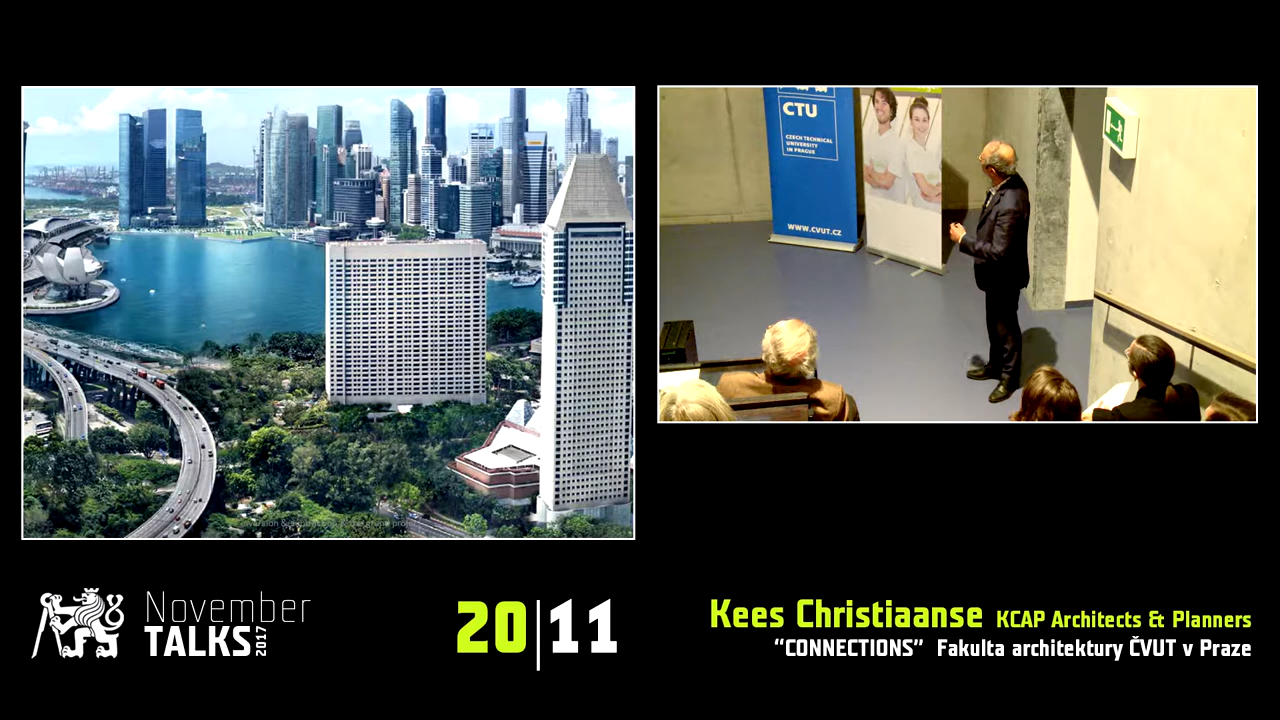 CTU
CZECH TECHNICAL
UNIVERSITY
IN PRAGUE
WWW.CVUT.CZ
November
TALKS 2017
20|11
Kees Christiaanse KCAP Architects & Planners
“CONNECTIONS” Fakulta architektury ČVUT v Praze